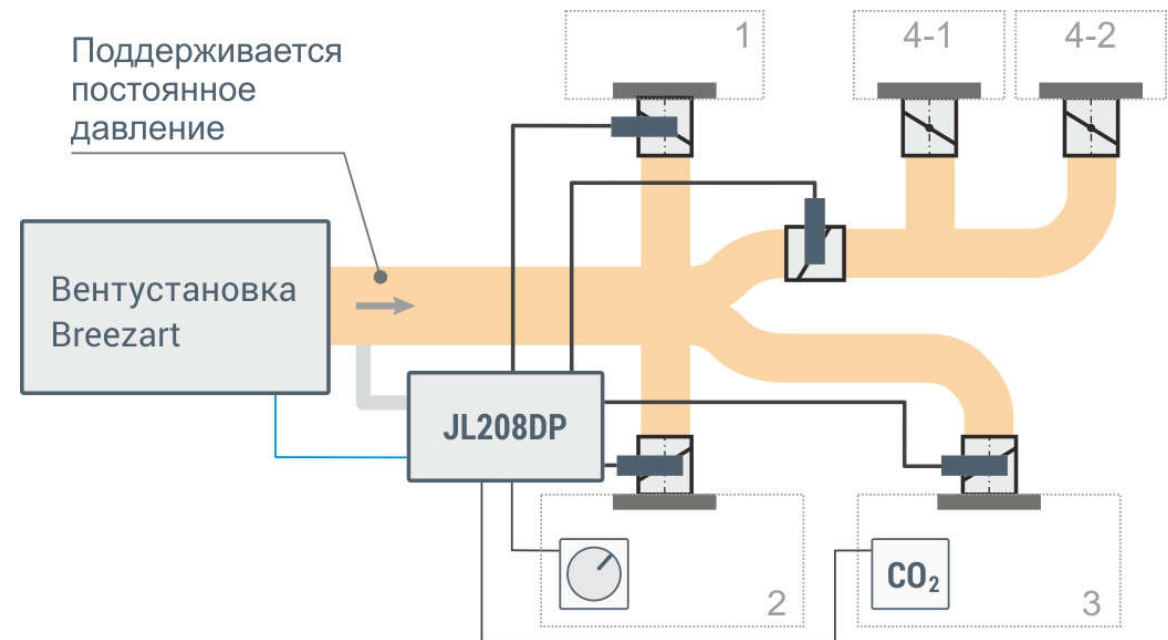 Поддерживается
постоянное
давление
1
4-1
4-2
Вентустановка
Breezart
JL208DP
2
CO₂
3